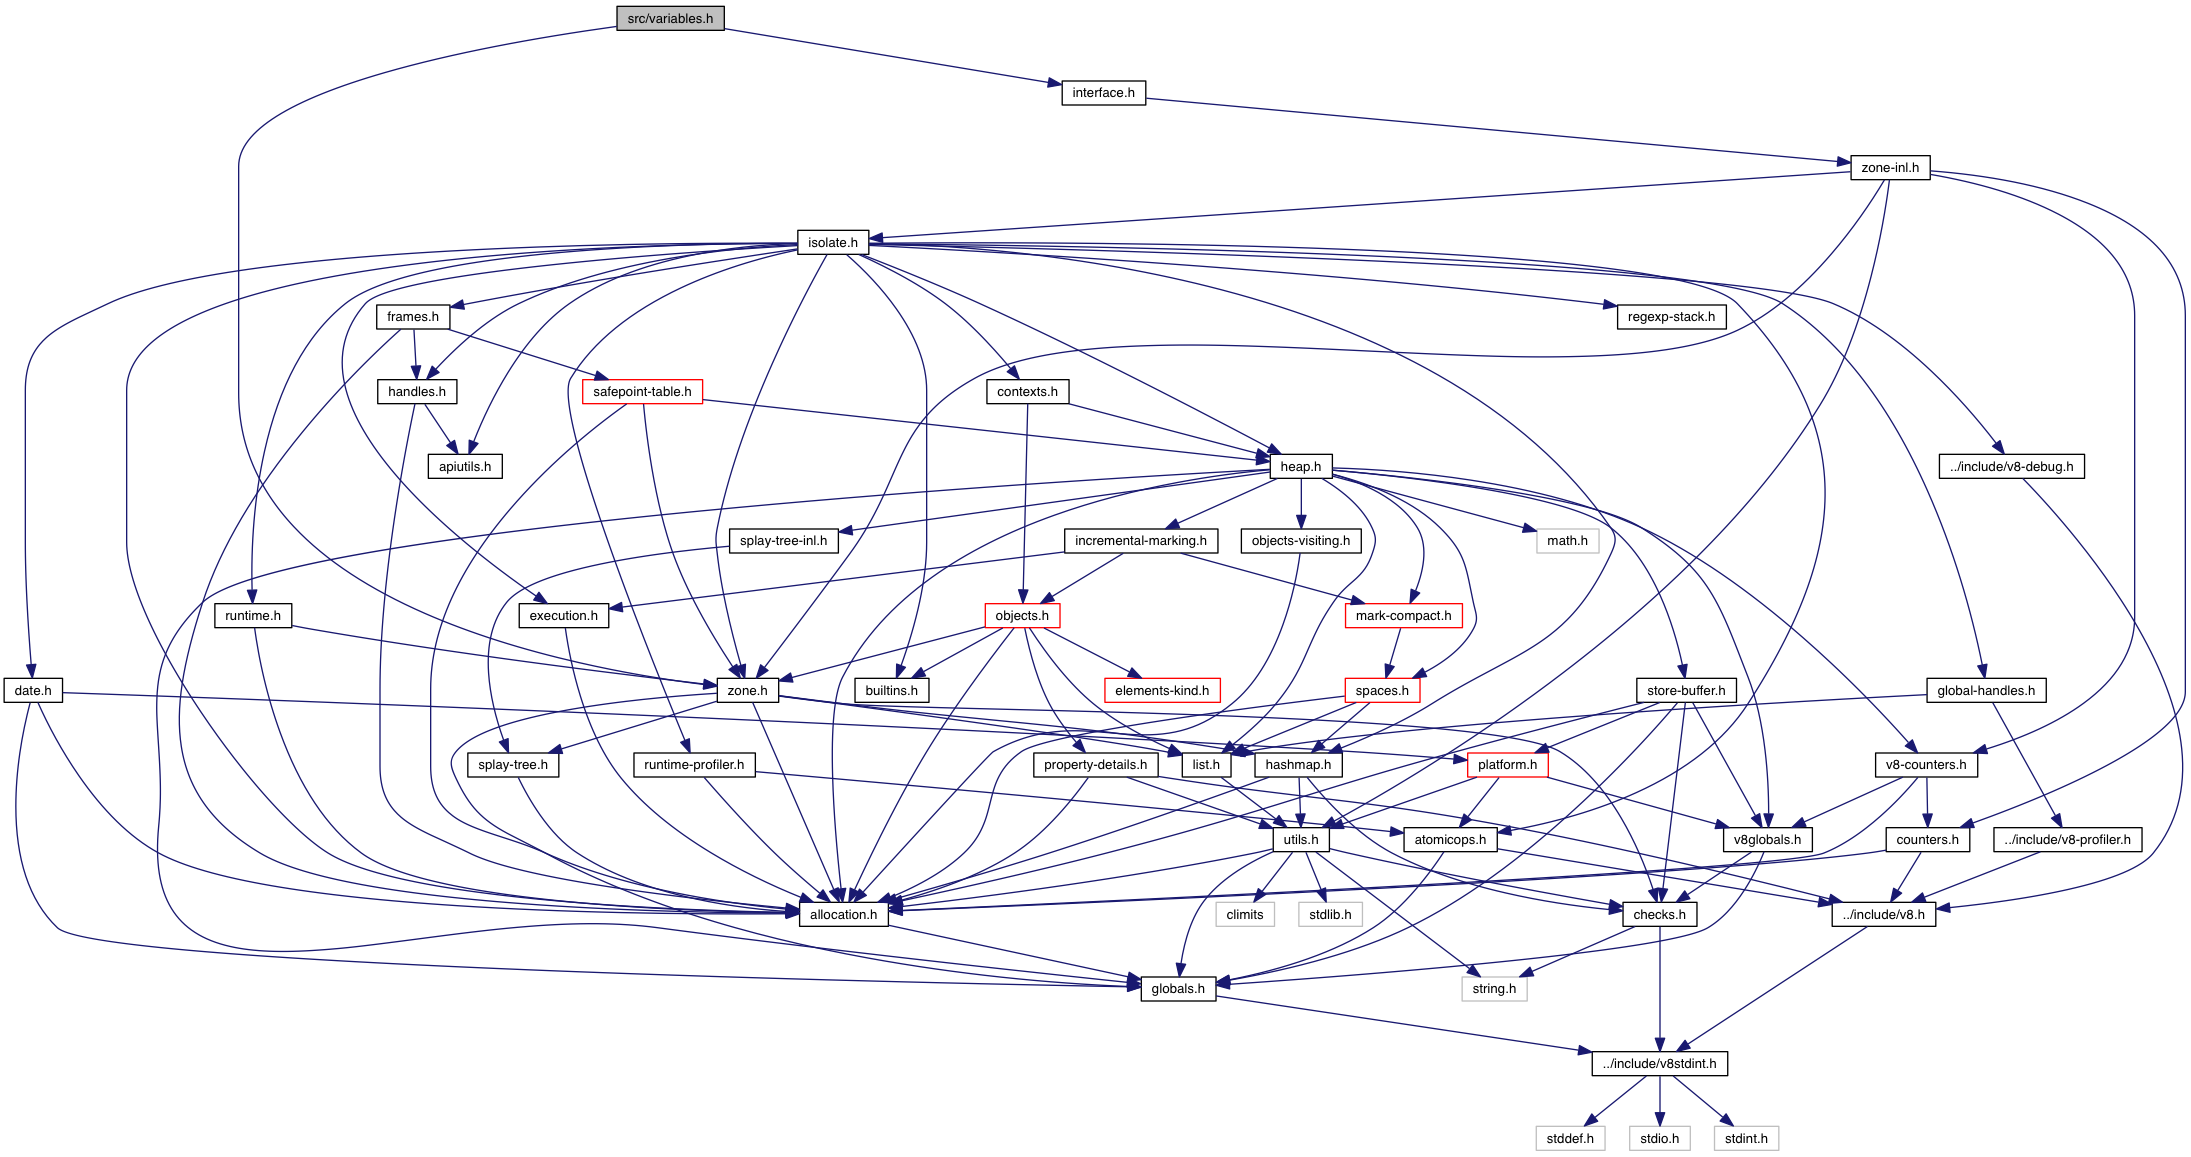 src/variables.h
interface.h
zone-inl.h
isolate.h
frames.h
regexp-stack.h
handles.h
safepoint-table.h
contexts.h
apiutils.h
heap.h
../include/v8-debug.h
splay-tree-inl.h
incremental-marking.h
objects-visiting.h
math.h
runtime.h
execution.h
objects.h
mark-compact.h
date.h
zone.h
builtins.h
elements-kind.h
spaces.h
store-buffer.h
global-handles.h
splay-tree.h
runtime-profiler.h
property-details.h
list.h
hashmap.h
platform.h
v8-counters.h
utils.h
atomicops.h
v8globals.h
counters.h
../include/v8-profiler.h
allocation.h
climits
stdlib.h
checks.h
../include/v8.h
globals.h
string.h
../include/v8stdint.h
stddef.h
stdio.h
stdint.h